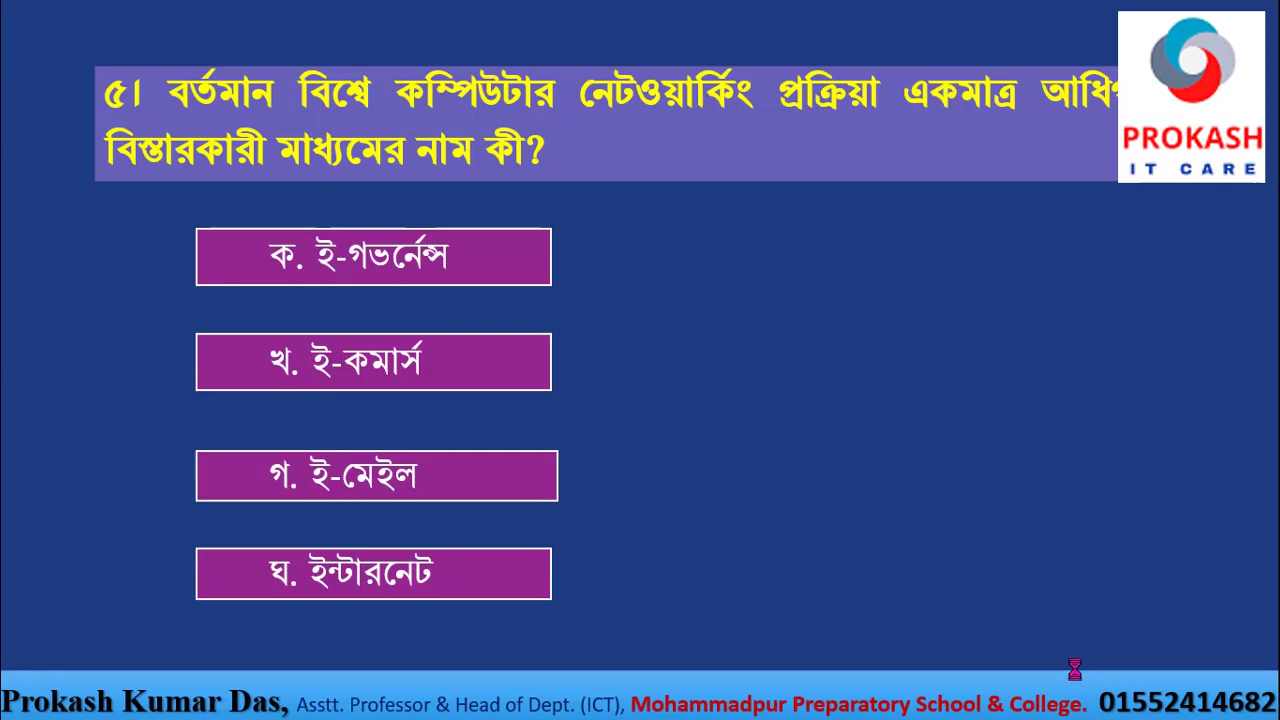 ৫। বর্তমান বিশ্বে কম্পিউটার নেটওয়ার্কিং প্রক্রিয়া একমাত্র
বিস্তারকারী মাধ্যমের নাম কী?
PROKASH
IT CARE
ক. ই-গভর্নেন্স
খ. ই-কমার্স
গ. ই-মেইল
ঘ. ইন্টারনেট
Prokash Kumar Das, Asstt. Professor & Head of Dept. (ICT), Mohammadpur Preparatory School & College. 01552414682